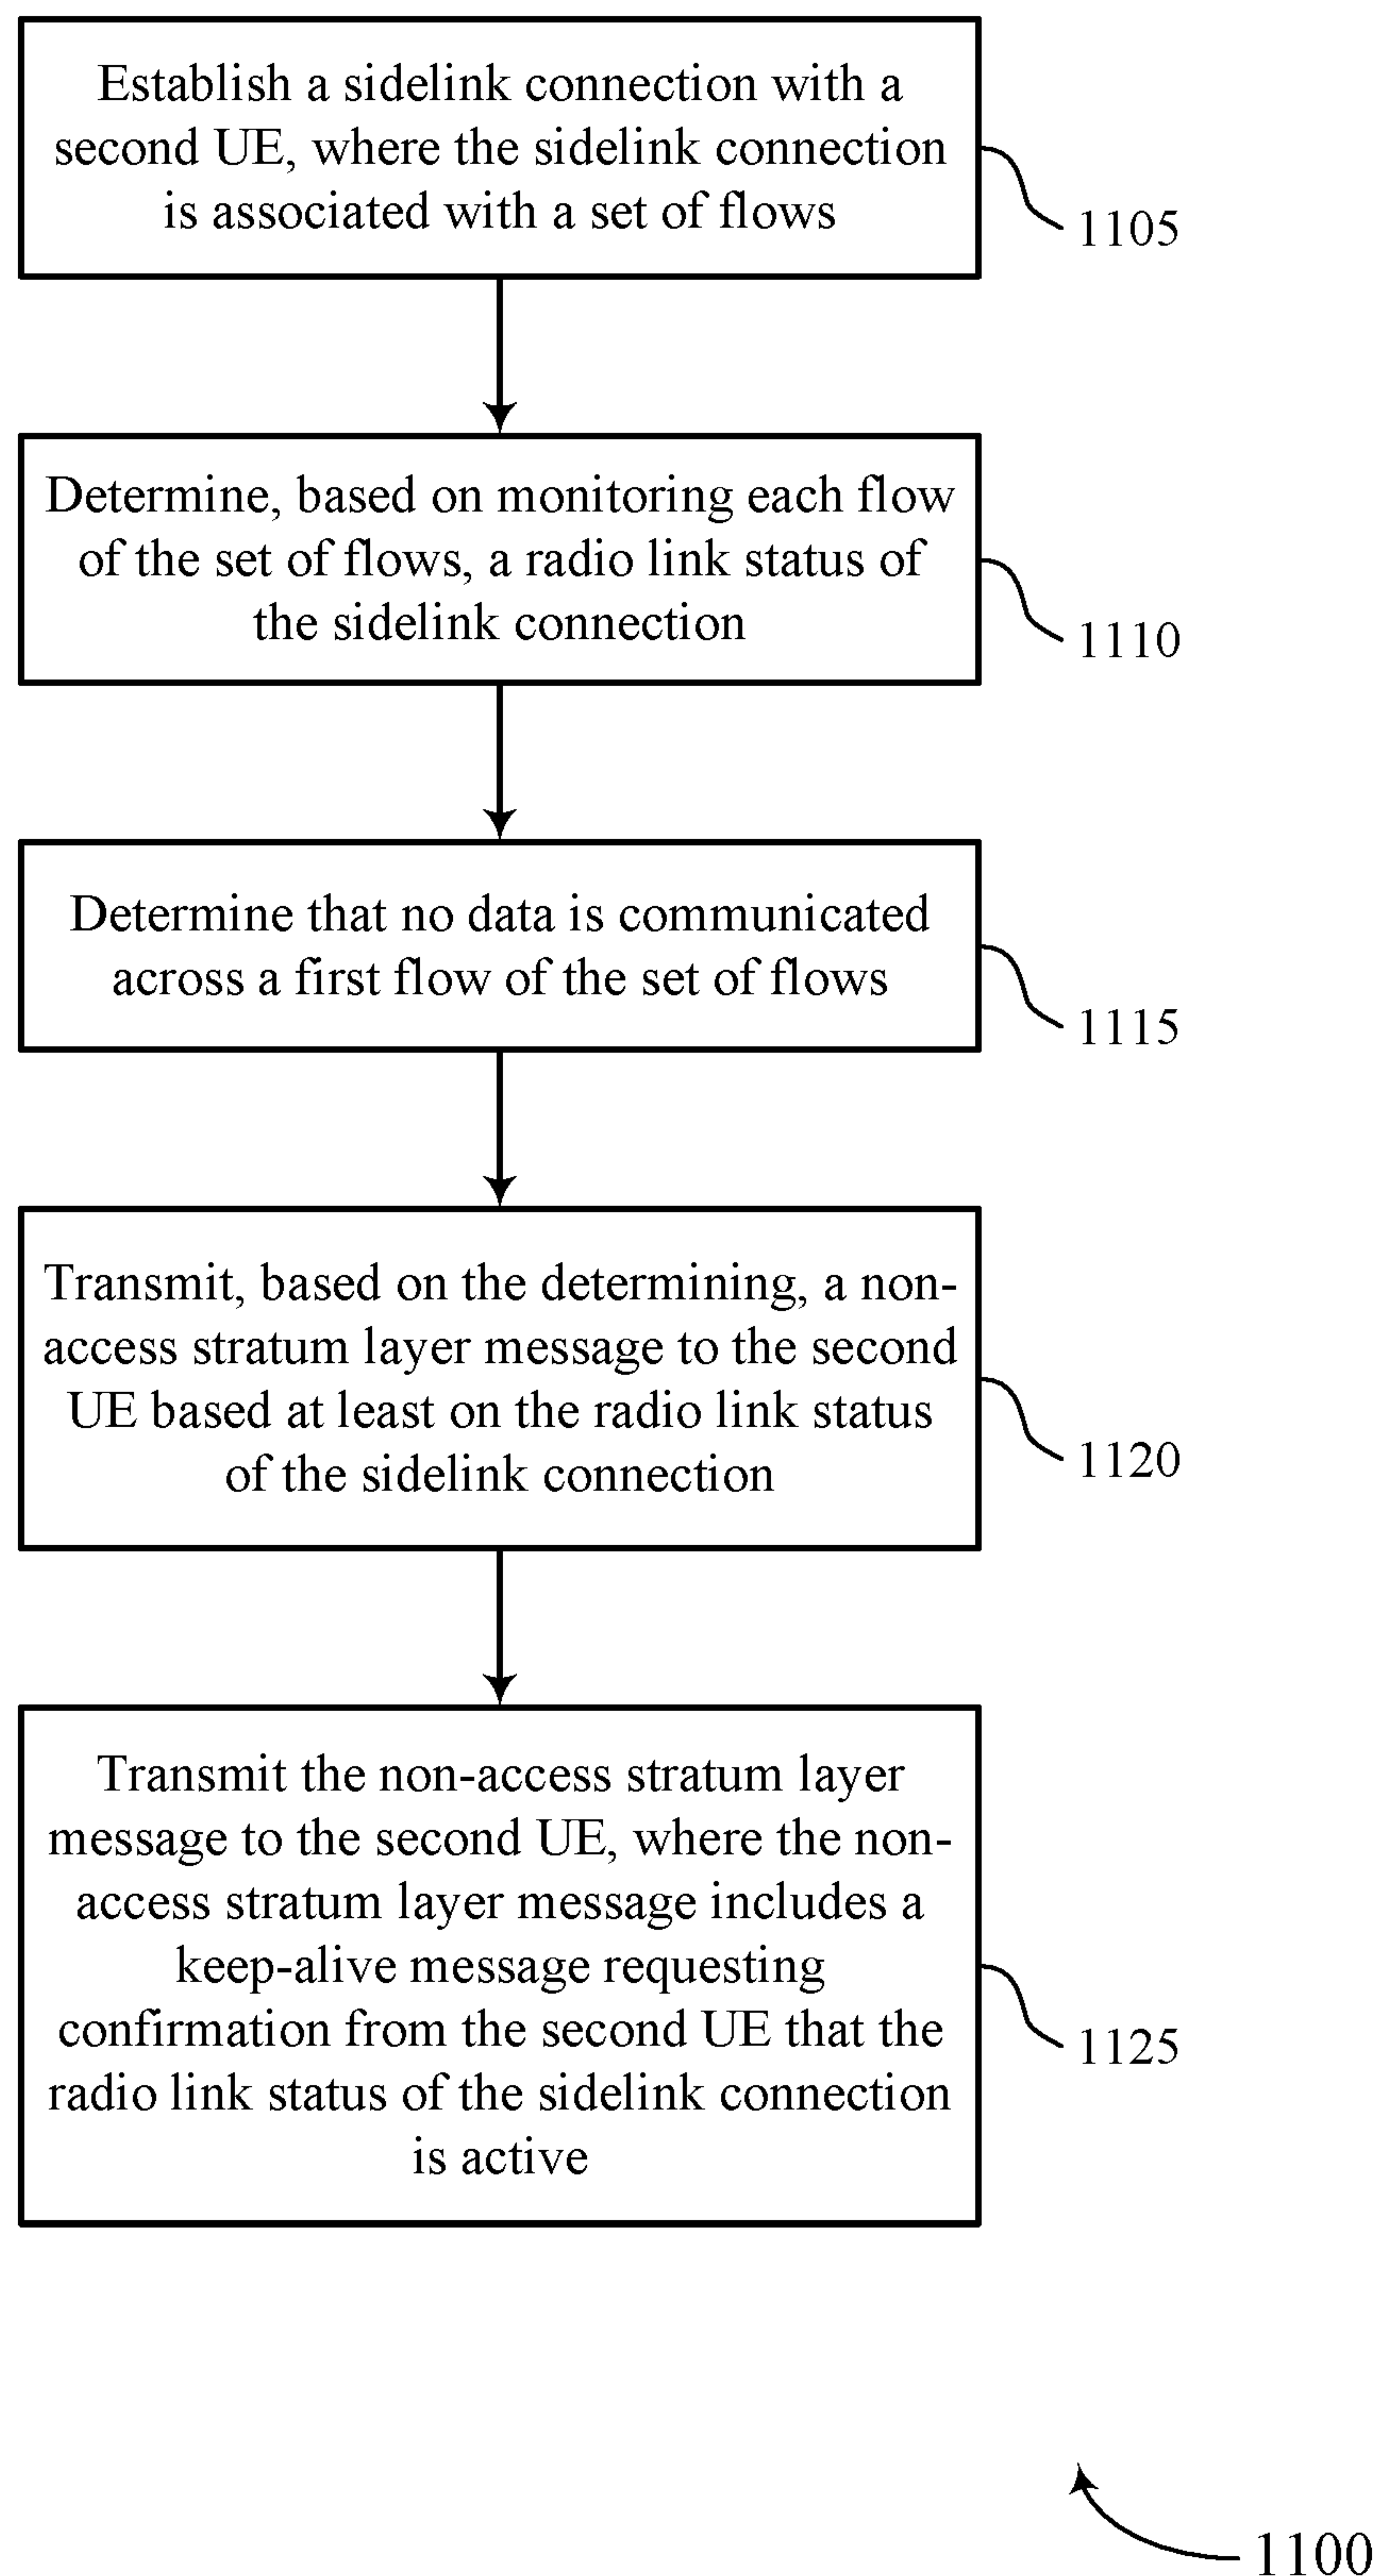 Establish a sidelink connection with a
second UE, where the sidelink connection
is associated with a set of flows
1105
Determine, based on monitoring each flow
of the set of flows, a radio link status of
the sidelink connection
1110
Determine that no data is communicated
across a first flow of the set of flows
1115
Transmit, based on the determining, a non-
access stratum layer message to the second
UE based at least on the radio link status
of the sidelink connection
1120
Transmit the non-access stratum layer
message to the second UE, where the non-
access stratum layer message includes a
keep-alive message requesting
confirmation from the second UE that the
radio link status of the sidelink connection
is active
1125
1100